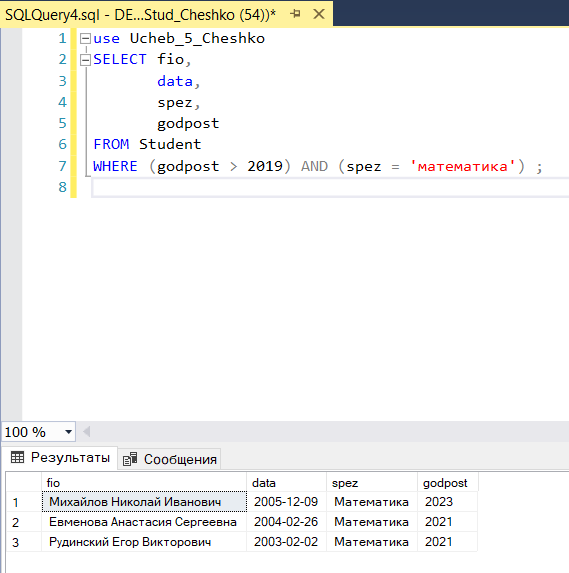 SQLQuery4.sql - DE...Stud_Cheshko (54))*
1 use Ucheb_5_Cheshko
2 SELECT fio,
3 data,
4 spez,
5 godpost
6 FROM Student
7 WHERE (godpost > 2019) AND (spez = 'математика') ;
8
100 %
Результаты Сообщения
fio data spez godpost
1 Михайлов Николай Иванович 2005-12-09 Математика 2023
2 Евменова Анастасия Сергеевна 2004-02-26 Математика 2021
3 Рудинский Егор Викторович 2003-02-02 Математика 2021